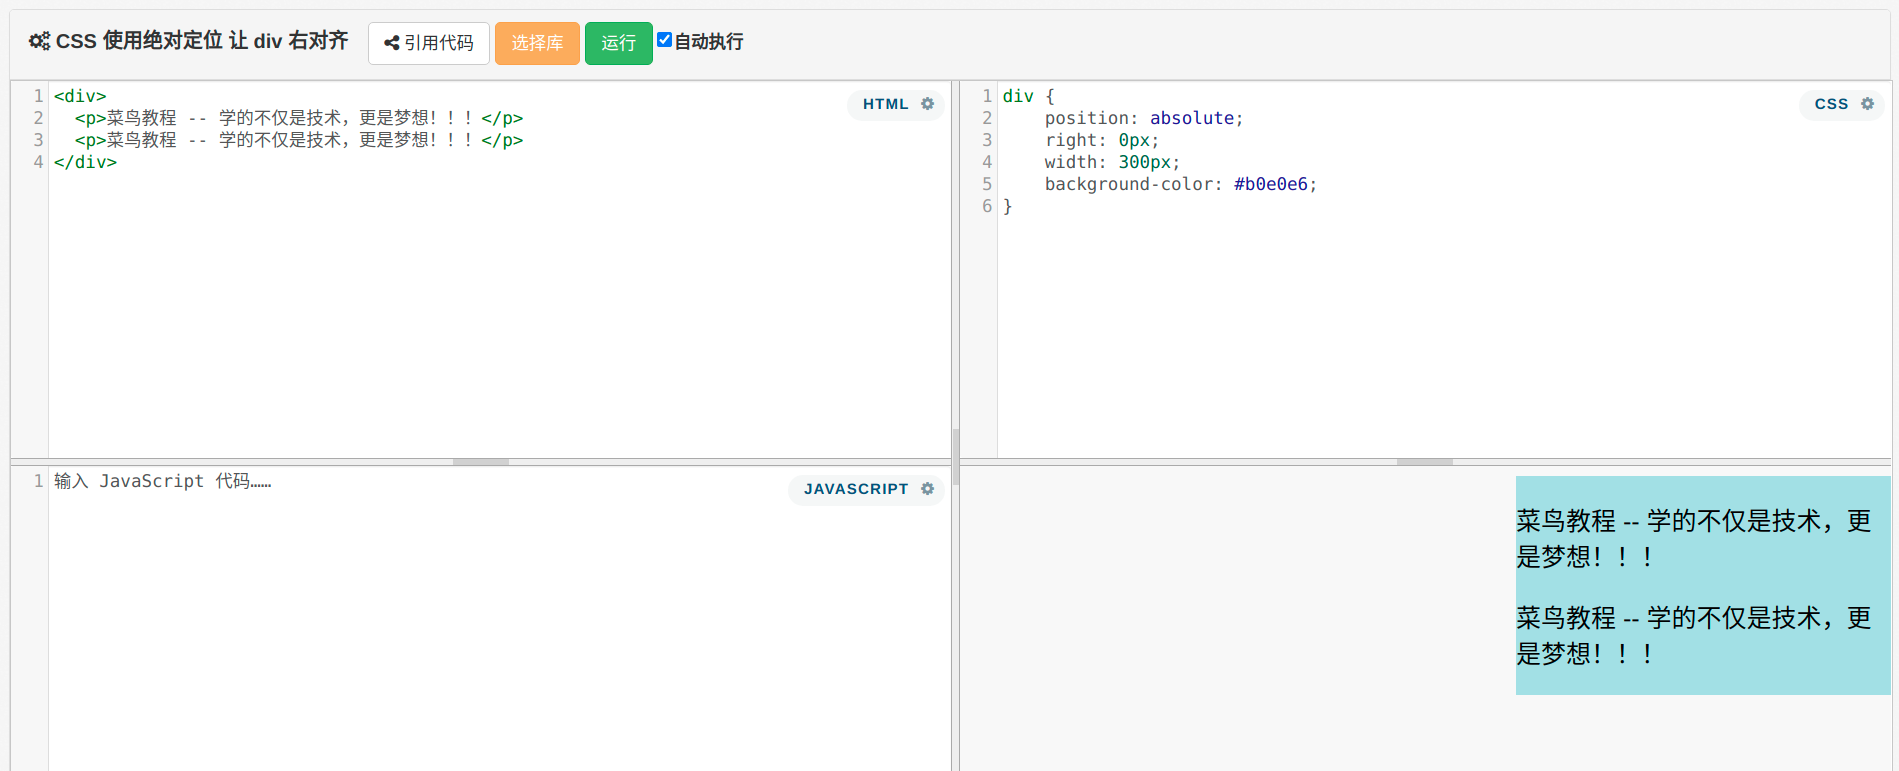 CSS 使用绝对定位 让 div 右对齐 引用代码 选择库 运行 自动执行
HTML
1 <div>
2   <p>菜鸟教程 -- 学的不仅是技术，更是梦想！！！</p>
3   <p>菜鸟教程 -- 学的不仅是技术，更是梦想！！！</p>
4 </div>
CSS
1 div {
2     position: absolute;
3     right: 0px;
4     width: 300px;
5     background-color: #b0e0e6;
6 }
JAVASCRIPT
1 输入 JavaScript 代码……
菜鸟教程 -- 学的不仅是技术，更
是梦想！！！
菜鸟教程 -- 学的不仅是技术，更
是梦想！！！